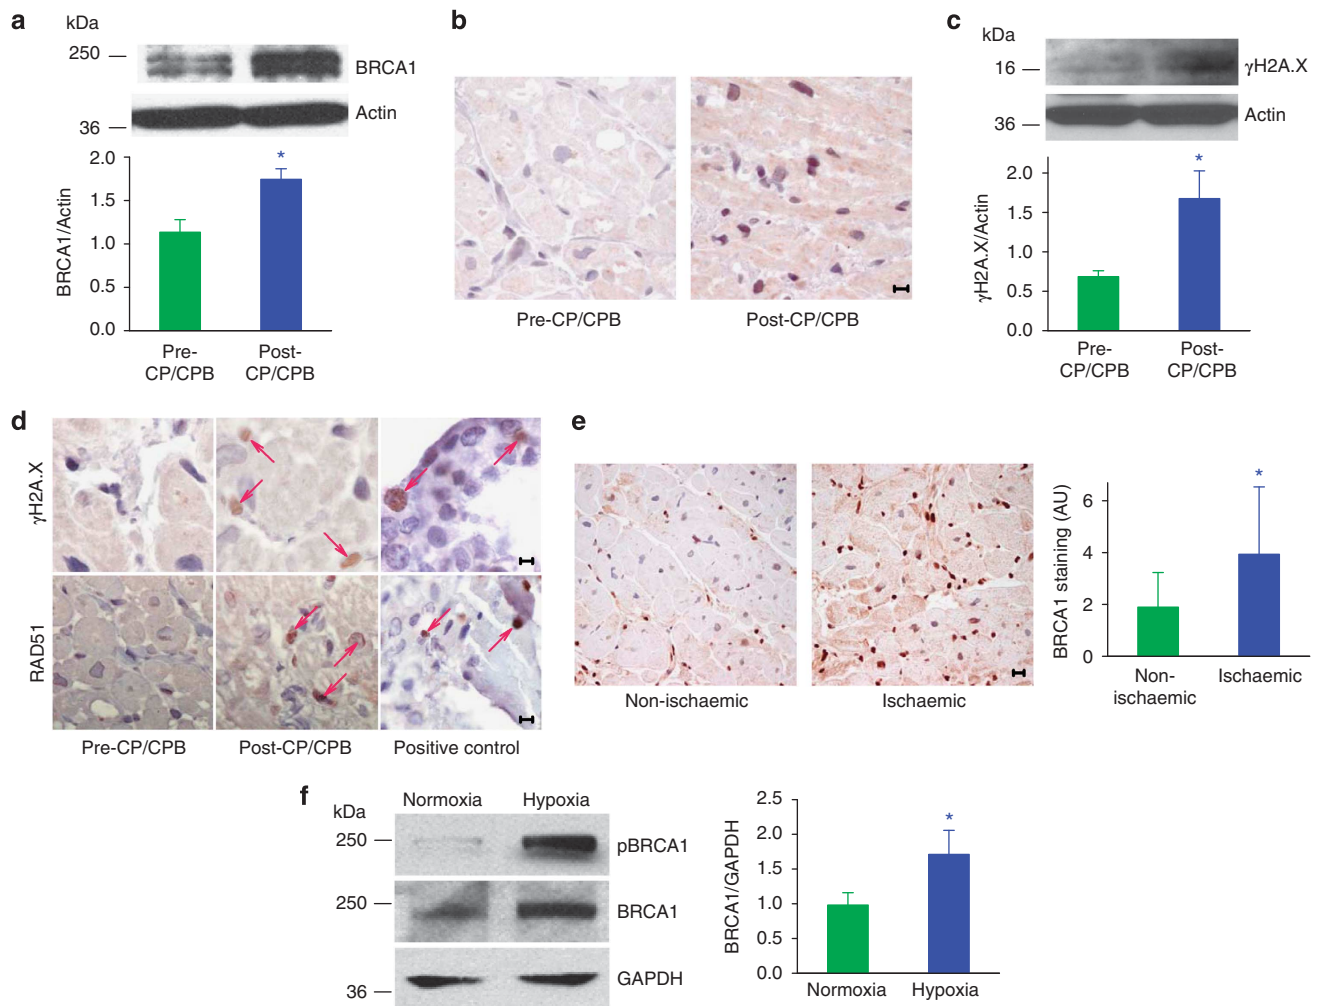 a
kDa
250
BRCA1
36
Actin
2.0
1.5
1.0
0.5
0.0
BRCA1/Actin
*
Pre-
CP/CPB
Post-
CP/CPB
b
Pre-CP/CPB
Post-CP/CPB
c
kDa
16
γH2A.X
36
Actin
2.0
1.5
1.0
0.5
0.0
γH2A.X/Actin
*
Pre-
CP/CPB
Post-
CP/CPB
d
γH2A.X
RAD51
Pre-CP/CPB
Post-CP/CPB
Positive control
e
Non-ischaemic
Ischaemic
BRCA1 staining (AU)
6
4
2
0
*
Non-
ischaemic
Ischaemic
f
kDa
Normoxia
Hypoxia
250
pBRCA1
250
BRCA1
36
GAPDH
BRCA1/GAPDH
2.5
2.0
1.5
1.0
0.5
0.0
*
Normoxia
Hypoxia